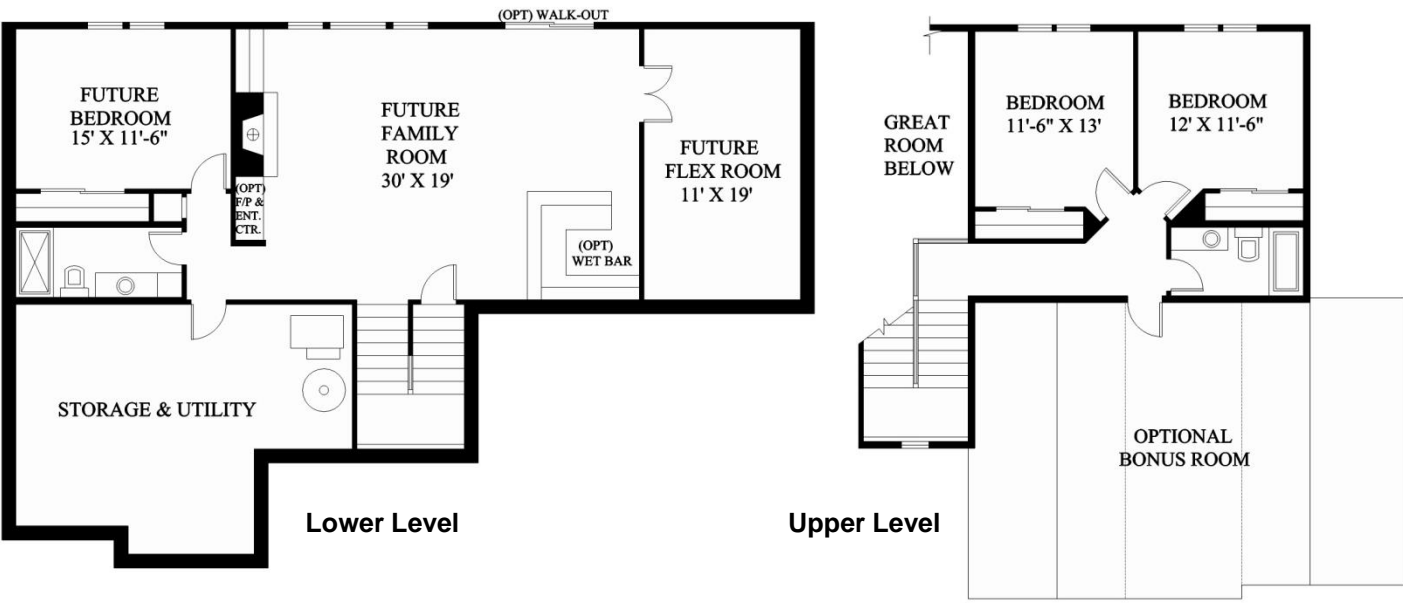 (OPT) WALK-OUT
FUTURE
BEDROOM
15' X 11'-6"
FUTURE
FAMILY
ROOM
30' X 19'
FUTURE
FLEX ROOM
11' X 19'
(OPT)
F/P &
ENT.
CTR.
(OPT)
WET BAR
STORAGE & UTILITY
Lower Level
GREAT
ROOM
BELOW
BEDROOM
11'-6" X 13'
BEDROOM
12' X 11'-6"
OPTIONAL
BONUS ROOM
Upper Level